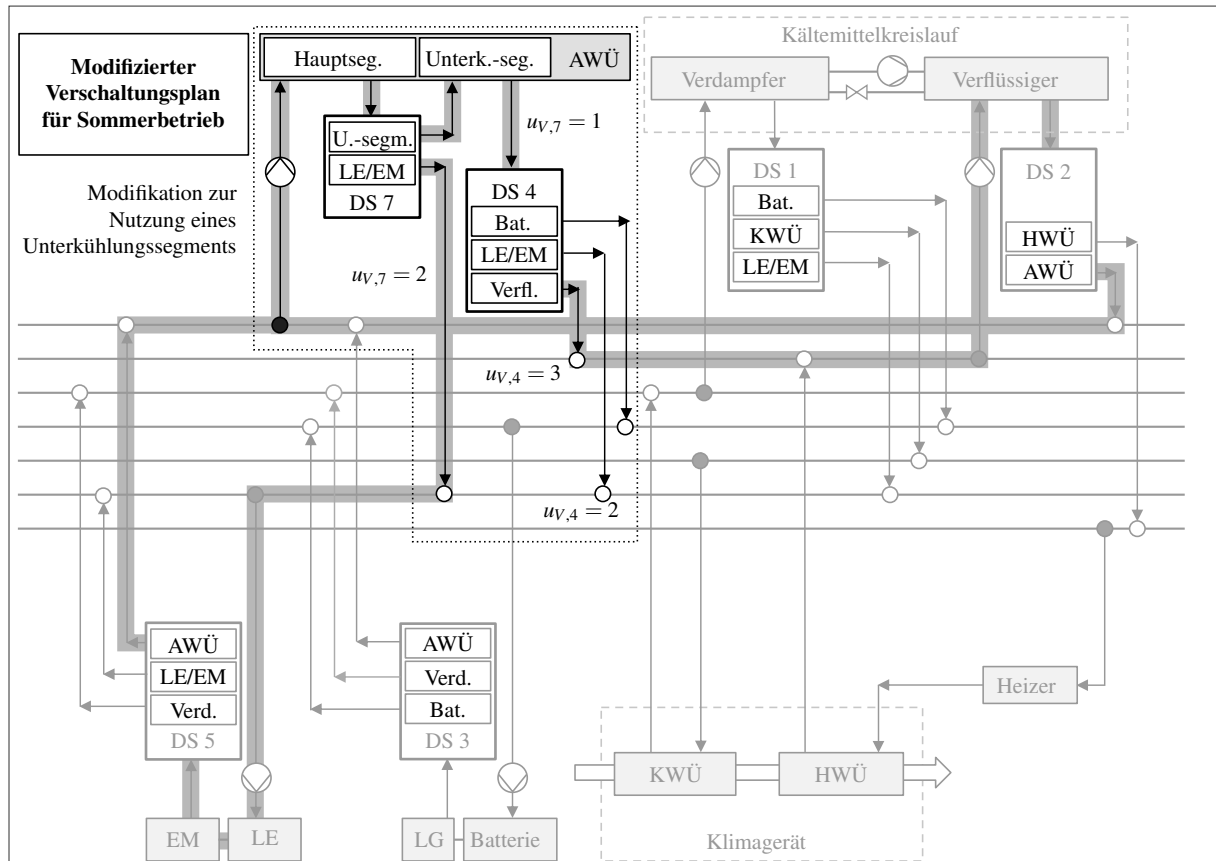 Modifizierter
Verschaltungsplan
für Sommerbetrieb
Modifkation zur
Nutzung eines
Unterkühlungssegments
Hauptseg.
Unterk.-seg.
AWÜ
U.-segm.
LE/EM
DS 7
u_{V,7} = 1
u_{V,7} = 2
DS 4
Bat.
LE/EM
Verfl.
u_{V,4} = 3
u_{V,4} = 2
Kältemittelkreislauf
Verdampfer
Verflüssiger
DS 1
Bat.
KWÜ
LE/EM
DS 2
HWÜ
AWÜ
AWÜ
LE/EM
Verd.
DS 5
AWÜ
Verd.
Bat.
DS 3
Heizer
EM
LE
LG
Batterie
KWÜ
HWÜ
Klimagerät